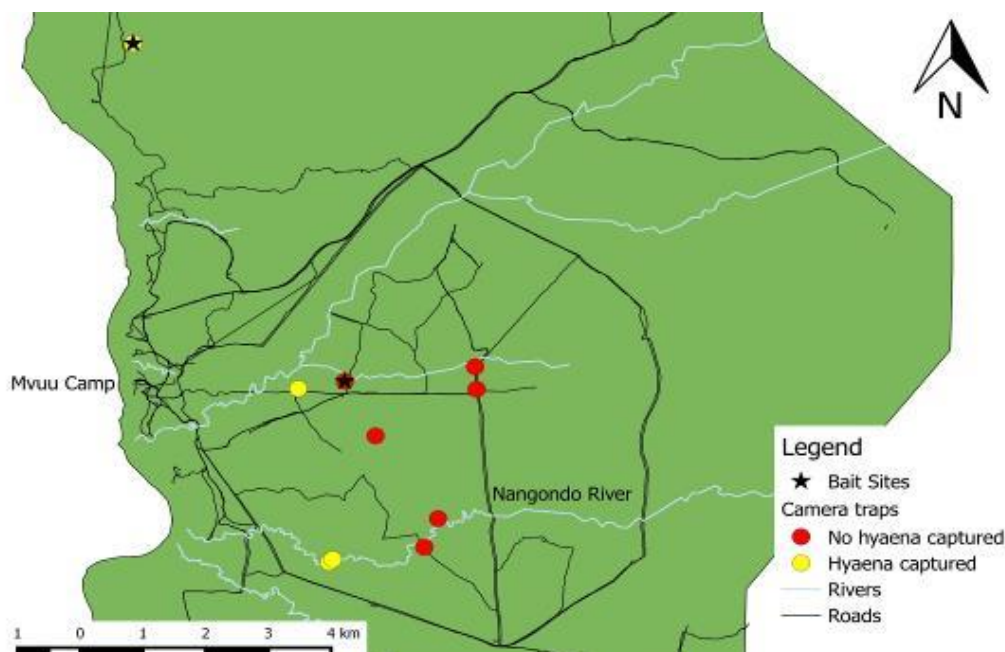 N
Mvuu Camp
Nangondo River
Legend
Bait Sites
Camera traps
No hyaena captured
Hyaena captured
Rivers
Roads
1 0 1 2 3 4 km